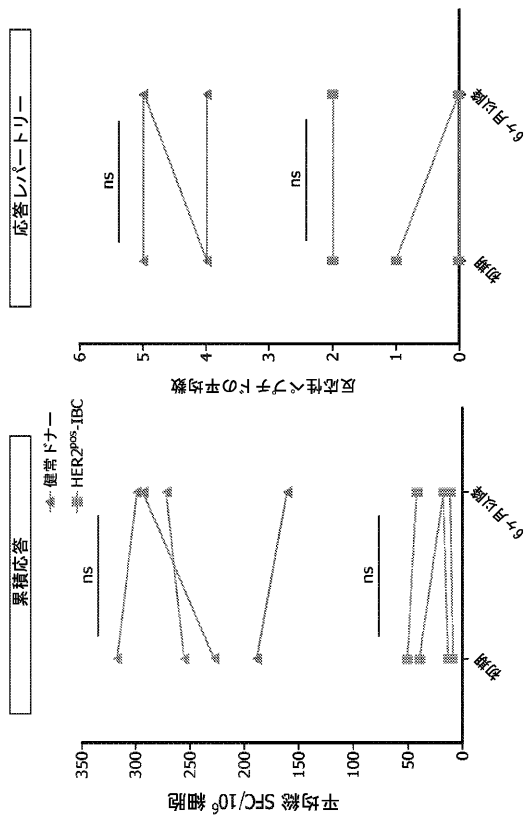 累積応答
健常ドナー
HER2pos-IBC
ns
ns
350
300
250
200
150
100
50
0
平均総 SFC/10⁶ 細胞
初期
6ヶ月以降
応答レパートリー
ns
ns
6
5
4
3
2
1
0
反応性ペプチドの平均数
初期
6ヶ月以降